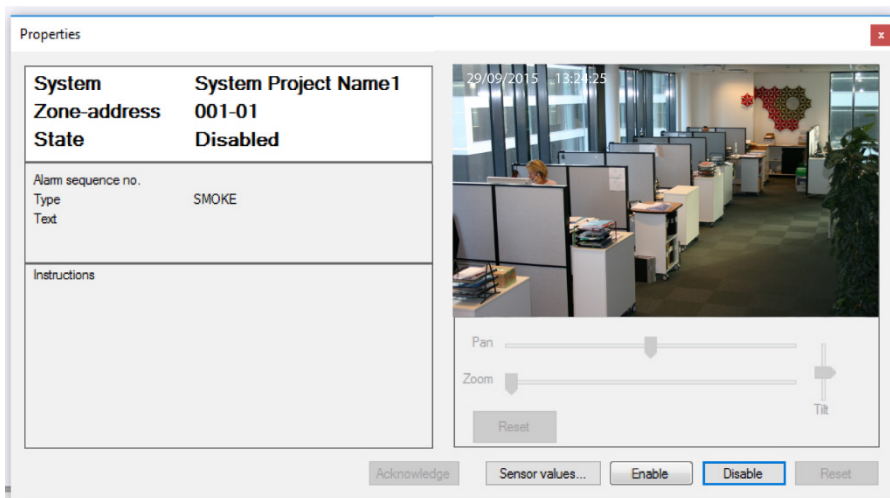 Properties
x
System System Project Name1
Zone-address 001-01
State Disabled
Alarm sequence no.
Type SMOKE
Text
Instructions
29/09/2015 13:24:25
Pan
Zoom
Tilt
Reset
Acknowledge Sensor values... Enable Disable Reset